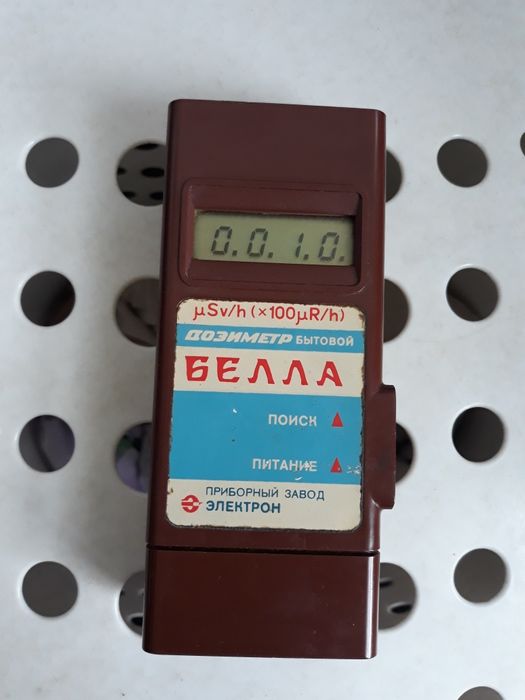 0.0.1.0.
µSv/h (×100µR/h)
ДОЗИМЕТР БЫТОВОЙ
БЕЛЛА
ПОИСК
ПИТАНИЕ
ПРИБОРНЫЙ ЗАВОД
ЭЛЕКТРОН